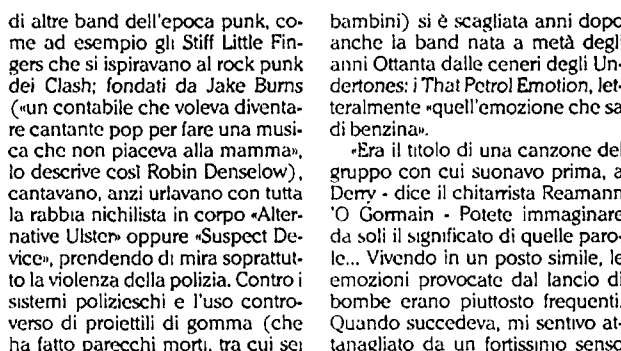 di altre band dell'epoca punk, co-
me ad esempio gli Stiff Little Fin-
gers che si ispiravano al rock punk
dei Clash; fondati da Jake Burns
(«un contabile che voleva diventa-
re cantante pop per fare una musi-
ca che non piaceva alla mamma»,
lo descrive così Robin Denselow),
cantavano, anzi urlavano con tutta
la rabbia nichilista in corpo «Alter-
native Ulster» oppure «Suspect De-
vice», prendendo di mira soprattut-
to la violenza della polizia. Contro i
sistemi polizieschi e l'uso contro-
verso di proiettili di gomma (che
ha fatto parecchi morti, tra cui sei
bambini) si è scagliata anni dopo
anche la band nata a metà degli
anni Ottanta dalle ceneri degli Un-
dertones: i That Petrol Emotion, let-
teralmente «quell'emozione che sa
di benzina».
«Era il titolo di una canzone del
gruppo con cui suonavo prima, a
Derry - dice il chitarrista Reamann
'O Gormain - Potete immaginare
da soli il significato di quelle paro-
le... Vivendo in un posto simile, le
emozioni provocate dal lancio di
bombe erano piuttosto frequenti.
Quando succedeva, mi sentivo at-
tanagliato da un fortissimo senso